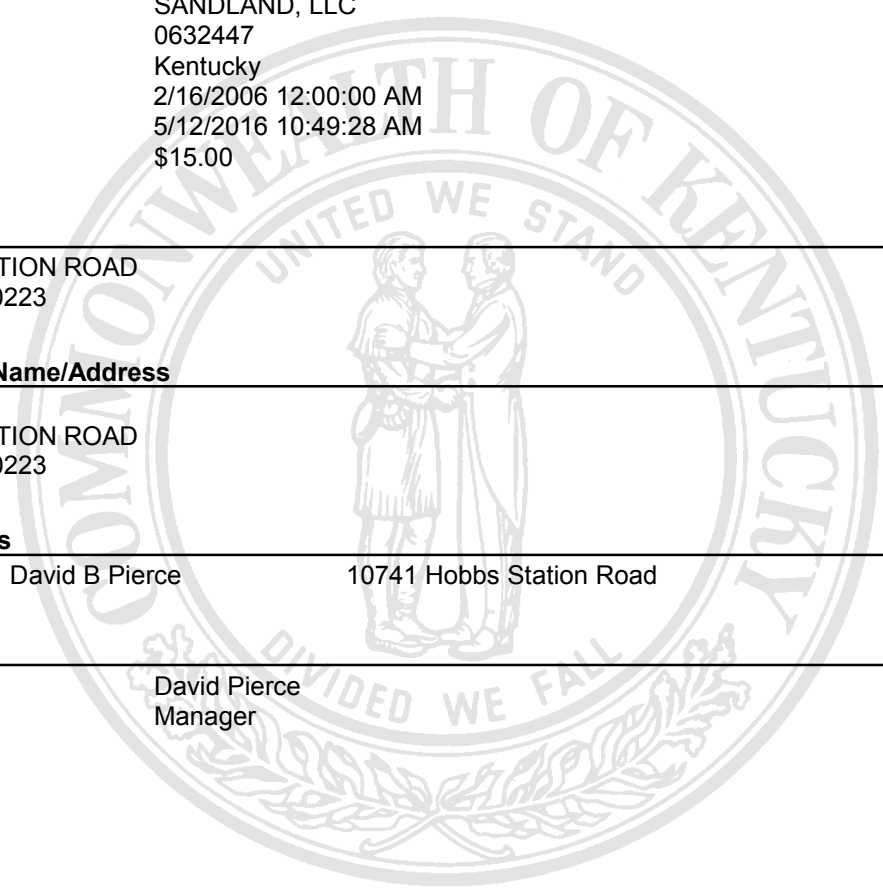 SANDLAND, LLC
0632447
Kentucky
2/16/2006 12:00:00 AM
5/12/2016 10:49:28 AM
$15.00
TION ROAD
0223
Name/Address
TION ROAD
0223
s
David B Pierce 10741 Hobbs Station Road
David Pierce
Manager
COMMONWEALTH OF KENTUCKY
UNITED WE STAND
DIVIDED WE FALL